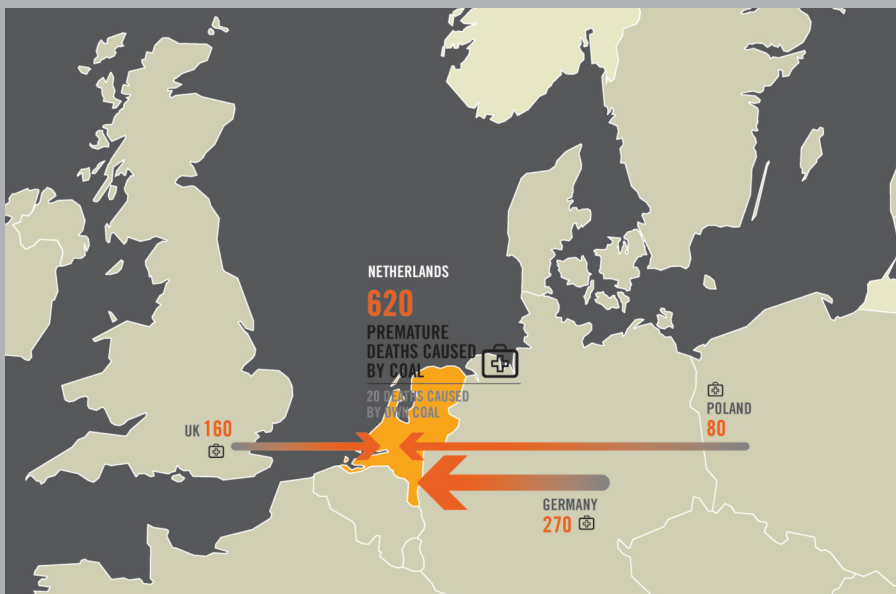 NETHERLANDS
620
PREMATURE
DEATHS CAUSED
BY COAL
20 DEATHS CAUSED
BY OWN COAL
UK 160
POLAND
80
GERMANY
270